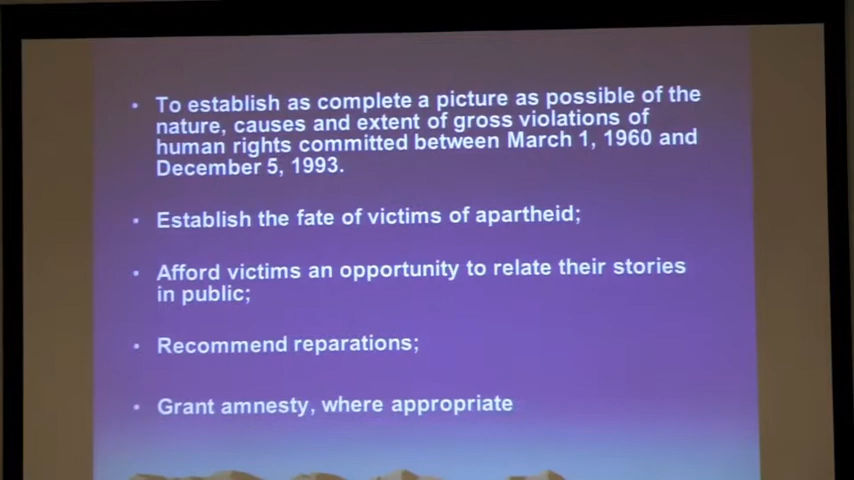 • To establish as complete a picture as possible of the
nature, causes and extent of gross violations of
human rights committed between March 1, 1960 and
December 5, 1993.
• Establish the fate of victims of apartheid;
• Afford victims an opportunity to relate their stories
in public;
• Recommend reparations;
• Grant amnesty, where appropriate